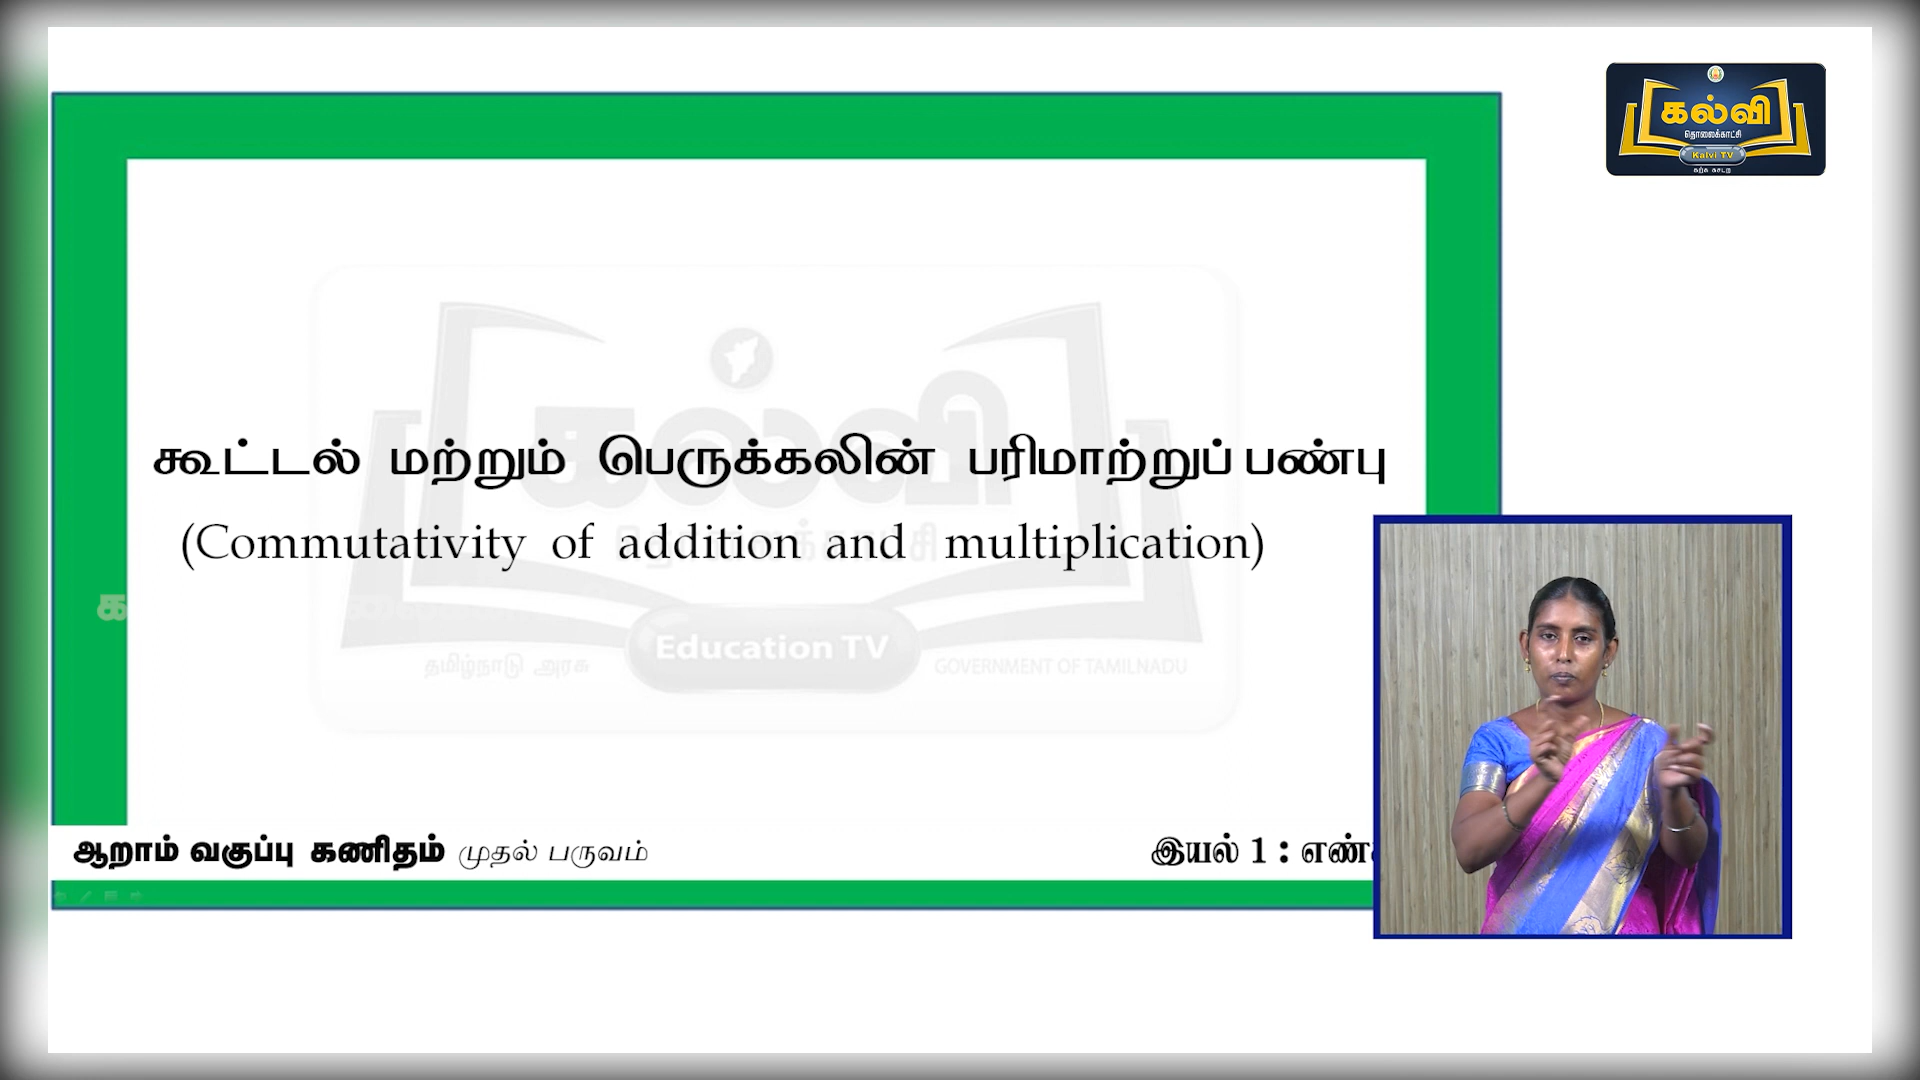 கல்வி
தொலைக்காட்சி
Kalvi TV
கூட்டல் மற்றும் பெருக்கலின் பரிமாற்றுப் பண்பு
(Commutativity of addition and multiplication)
கல்வி
தொலைக்காட்சி
Education TV
தமிழ்நாடு அரசு
GOVERNMENT OF TAMILNADU
ஆறாம் வகுப்பு கணிதம் முதல் பருவம்
இயல் 1 :